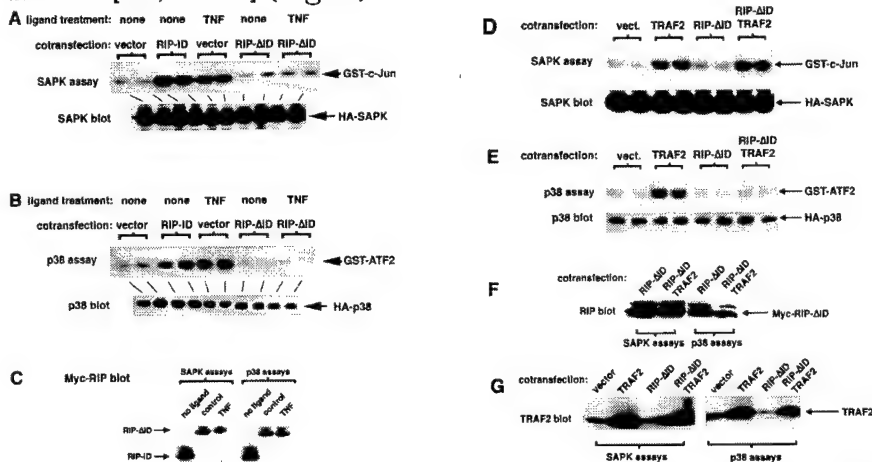 A ligand treatment: none none TNF none TNF
cotransfection: vector RIP-ID vector RIP-ΔID RIP-ΔID
SAPK assay GST-c-Jun
SAPK blot HA-SAPK
B ligand treatment: none none TNF none TNF
cotransfection: vector RIP-ID vector RIP-ΔID RIP-ΔID
p38 assay GST-ATF2
p38 blot HA-p38
C Myc-RIP blot SAPK assays p38 assays
no ligand control TNF no ligand control TNF
RIP-ΔID
RIP-ID
D cotransfection: vect. TRAF2 RIP-ΔID RIP-ΔID TRAF2
SAPK assay GST-c-Jun
SAPK blot HA-SAPK
E cotransfection: vect. TRAF2 RIP-ΔID RIP-ΔID TRAF2
p38 assay GST-ATF2
p38 blot HA-p38
F cotransfection: RIP-ΔID RIP-ΔID TRAF2 RIP-ΔID RIP-ΔID TRAF2
RIP blot Myc-RIP-ΔID
SAPK assays p38 assays
G cotransfection: vector TRAF2 RIP-ΔID RIP-ΔID TRAF2 vector TRAF2 RIP-ΔID RIP-ΔID TRAF2
TRAF2 blot TRAF2
SAPK assays p38 assays